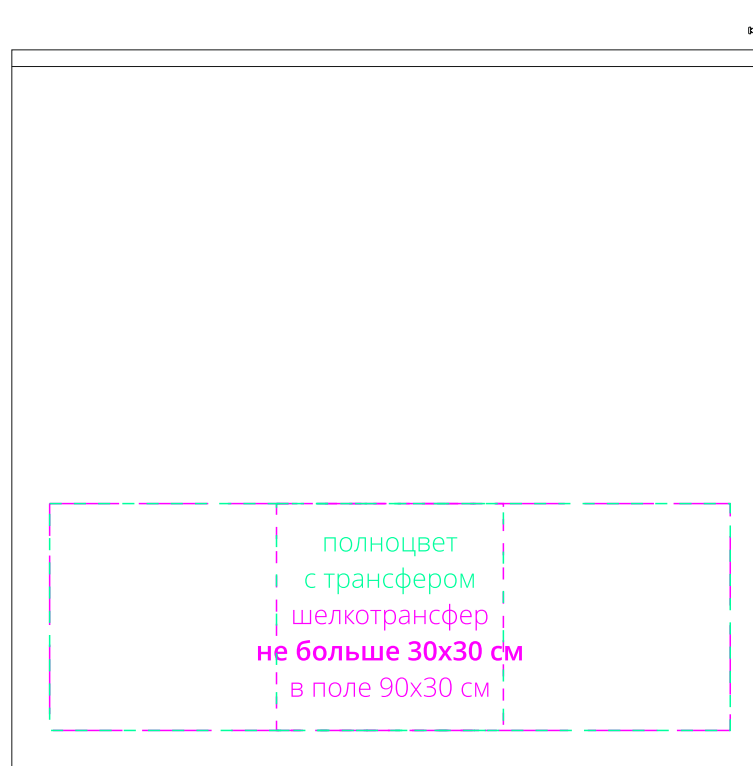 полноцвет
с трансфером
шелкотрансфер
не больше 30х30 см
в поле 90х30 см